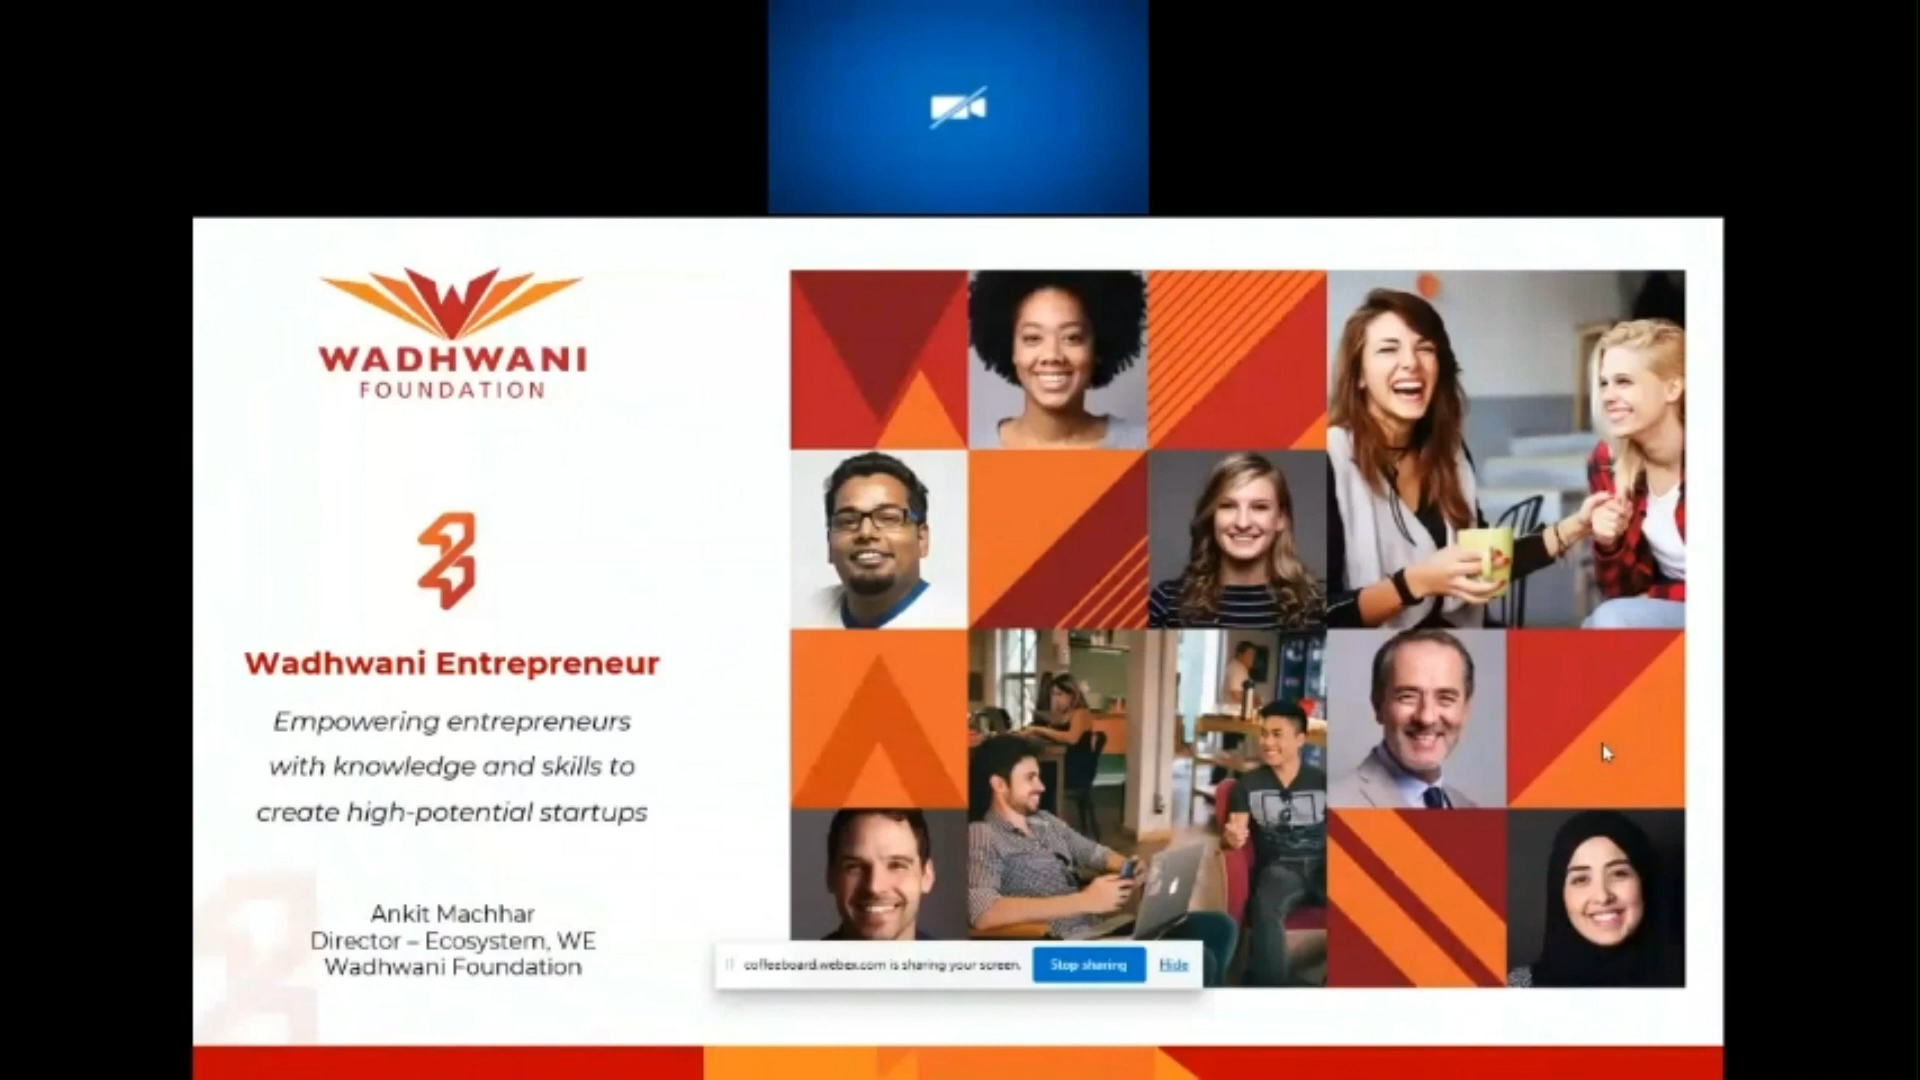 WADHWANI
FOUNDATION
Wadhwani Entrepreneur
Empowering entrepreneurs
with knowledge and skills to
create high-potential startups
Ankit Machhar
Director – Ecosystem, WE
Wadhwani Foundation
coffeeboard.webex.com is sharing your screen.
Stop sharing
Hide